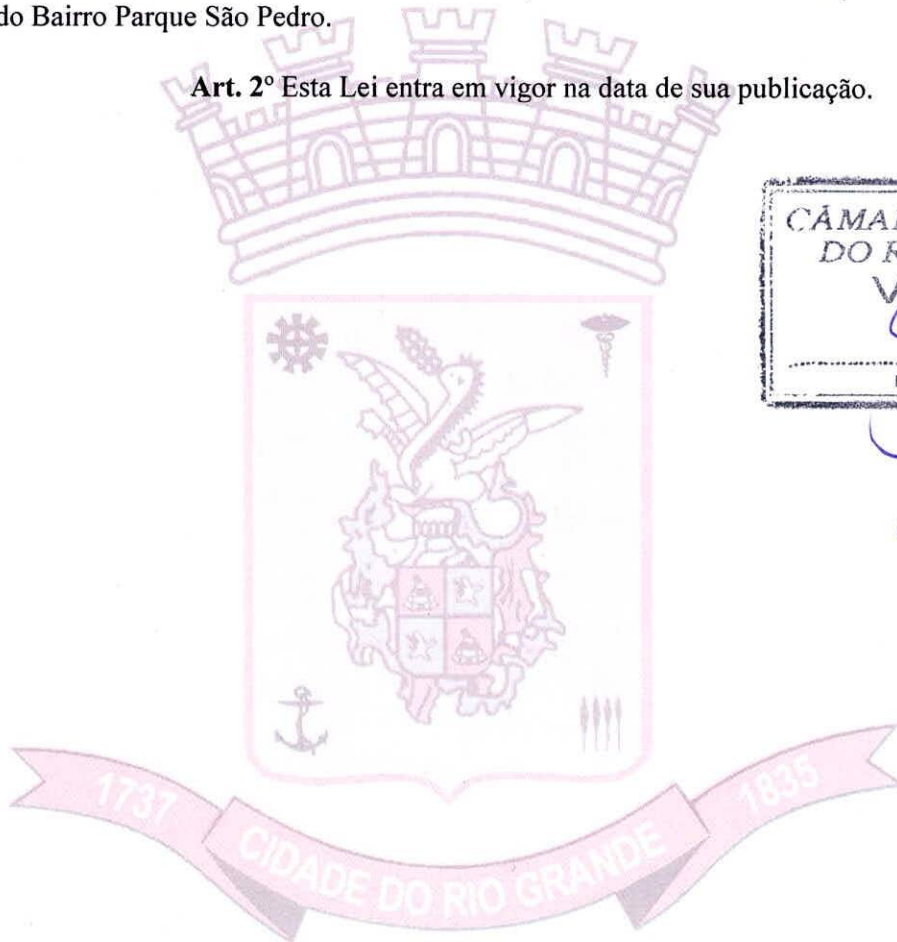 do Bairro Parque São Pedro.
Art. 2º Esta Lei entra em vigor na data de sua publicação.
DO
1737
1835
CIDADE DO RIO GRANDE